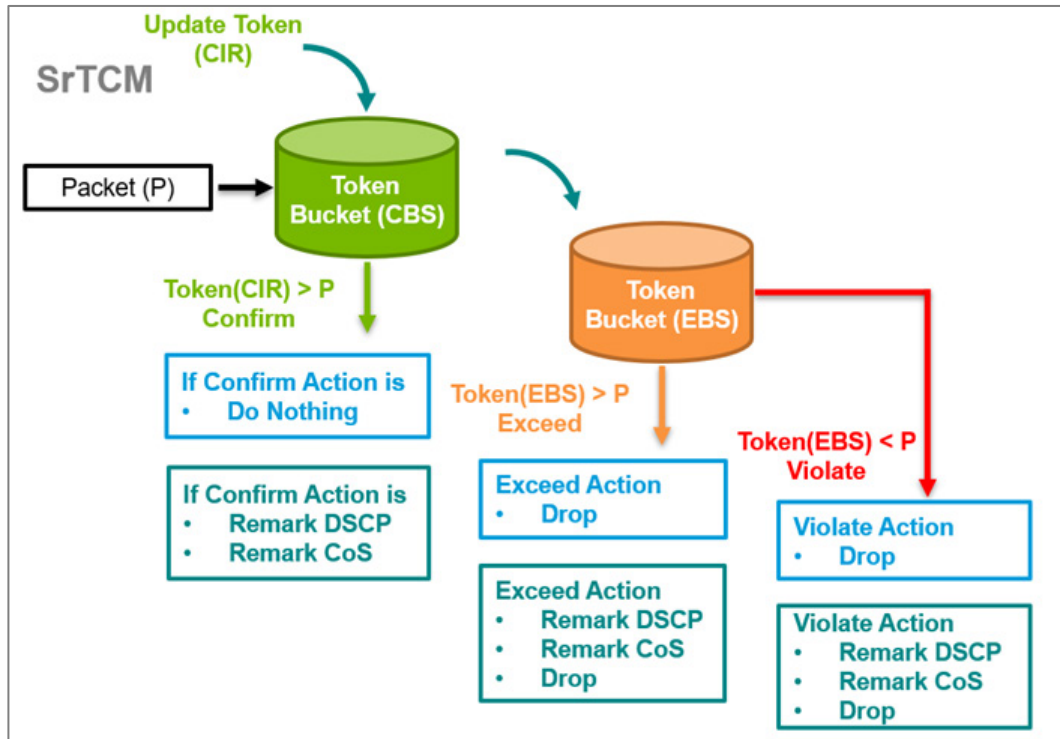 Update Token
(CIR)
SrTCM
Packet (P)
Token
Bucket (CBS)
Token(CIR) > P
Confirm
Token
Bucket (EBS)
If Confirm Action is
• Do Nothing
Token(EBS) > P
Exceed
Token(EBS) < P
Violate
If Confirm Action is
• Remark DSCP
• Remark CoS
Exceed Action
• Drop
Violate Action
• Drop
Exceed Action
• Remark DSCP
• Remark CoS
• Drop
Violate Action
• Remark DSCP
• Remark CoS
• Drop